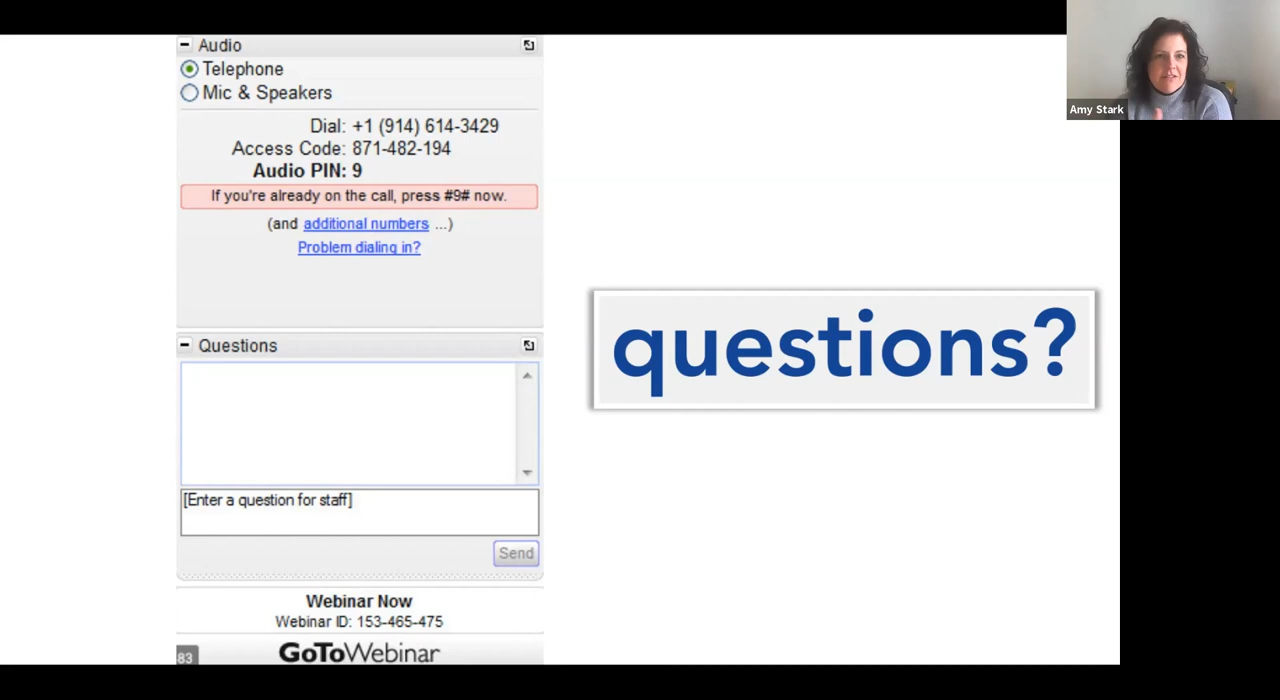 Audio
Telephone
Mic & Speakers
Dial: +1 (914) 614-3429
Access Code: 871-482-194
Audio PIN: 9
If you're already on the call, press #9# now.
(and additional numbers ...)
Problem dialing in?
Questions
[Enter a question for staff]
Send
Webinar Now
Webinar ID: 153-465-475
GoToWebinar
83
questions?
Amy Stark